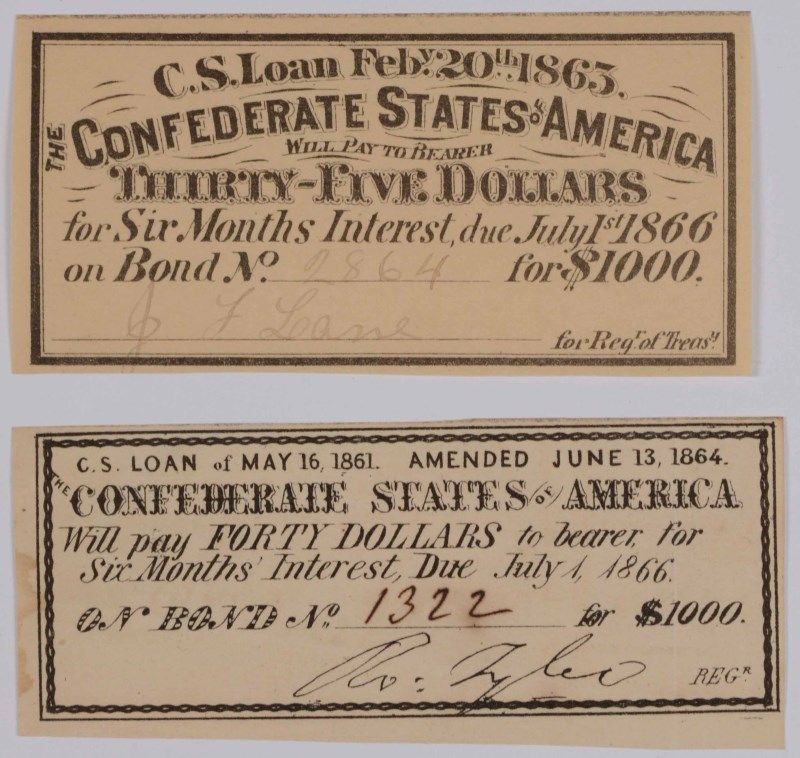 C.S. Loan Feby. 20th. 1863.
THE CONFEDERATE STATES OF AMERICA
WILL PAY TO BEARER
THIRTY-FIVE DOLLARS
for Six Months Interest, due July 1st 1866
on Bond No. 2864 for $1000.
J F Lane for Regr. of Treasy.
C.S. LOAN of MAY 16, 1861. AMENDED JUNE 13, 1864.
THE CONFEDERATE STATES OF AMERICA
Will pay FORTY DOLLARS to bearer, for
Six Months' Interest, Due July 1, 1866.
ON BOND No. 1322 for $1000.
Ro: Tyler REGR.